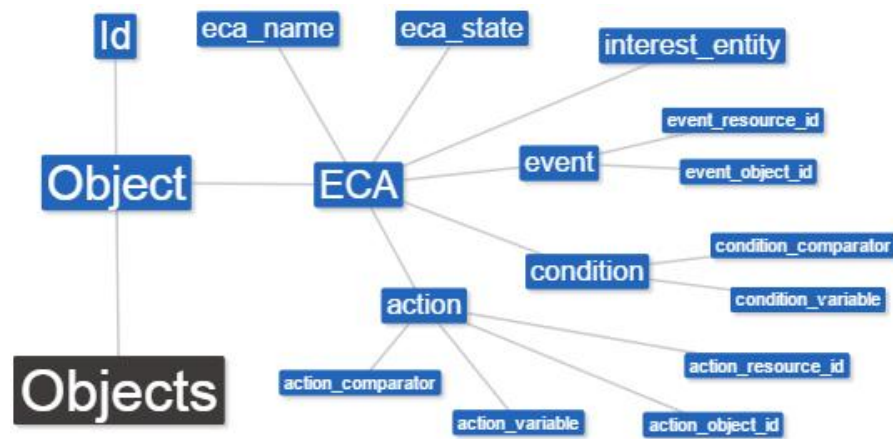 Id
eca_name
eca_state
interest_entity
event_resource_id
event
event_object_id
Object
ECA
condition_comparator
condition
condition_variable
action
action_resource_id
Objects
action_comparator
action_variable
action_object_id